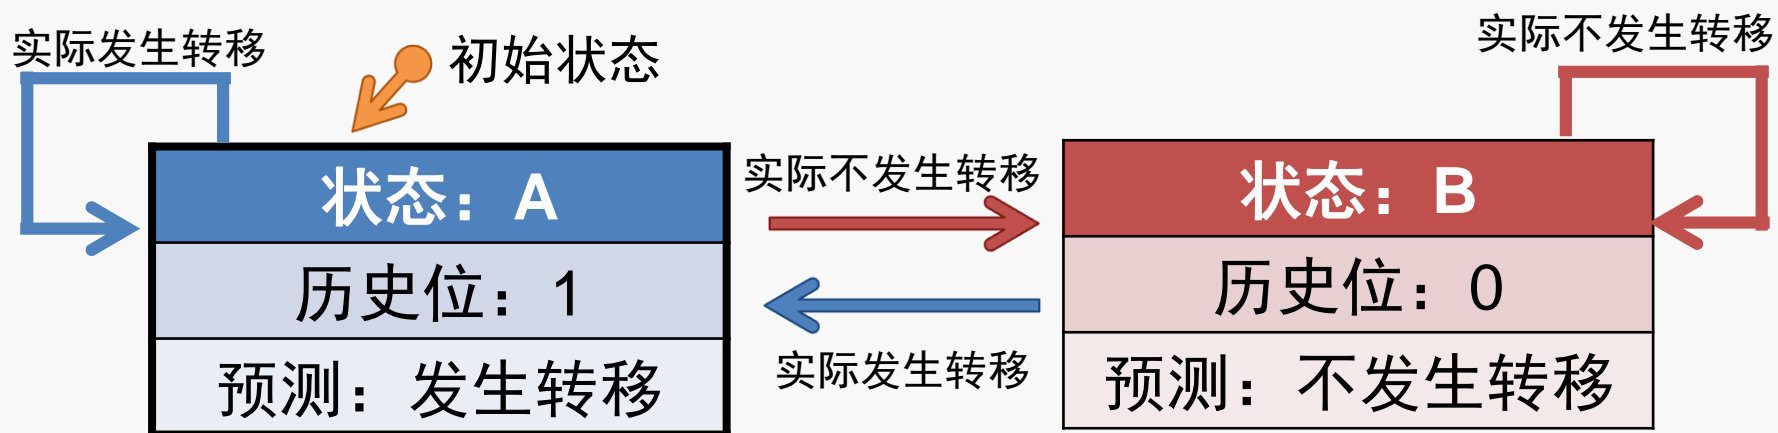 实际发生转移
初始状态
实际不发生转移
状态：A
历史位：1
预测：发生转移
实际不发生转移
实际发生转移
状态：B
历史位：0
预测：不发生转移